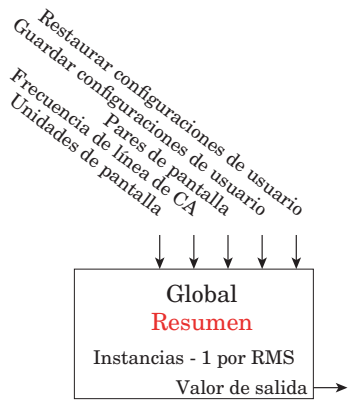 Restaurar configuraciones de usuario
Guardar configuraciones de usuario
Pares de pantalla
Frecuencia de línea de CA
Unidades de pantalla
Global
Resumen
Instancias - 1 por RMS
Valor de salida